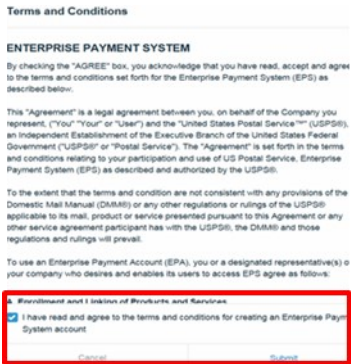 Terms and Conditions
ENTERPRISE PAYMENT SYSTEM
By checking the "AGREE" box, you acknowledge that you have read, accept and agree
to the terms and conditions set forth for the Enterprise Payment System (EPS) as
described below.
This "Agreement" is a legal agreement between you, on behalf of the Company you
represent, ("You" "Your" or "User") and the "United States Postal Service™" (USPS®),
an Independent Establishment of the Executive Branch of the United States Federal
Government ("USPS®" or "Postal Service"). The "Agreement" is set forth in the terms
and conditions relating to your participation and use of US Postal Service, Enterprise
Payment System (EPS) as described and authorized by the USPS®.
To the extent that the terms and condition are not consistent with any provisions of the
Domestic Mail Manual (DMM®) or any other regulations or rulings of the USPS®
applicable to its mail, product or service presented pursuant to this Agreement or any
other service agreement participant has with the USPS®, the DMM® and those
regulations and rulings will prevail.
To use an Enterprise Payment Account (EPA), you or a designated representative(s) o
your company who desires and enables its users to access EPS agree as follows:
A. Enrollment and Linking of Products and Services
I have read and agree to the terms and conditions for creating an Enterprise Paym
System account
Cancel Submit